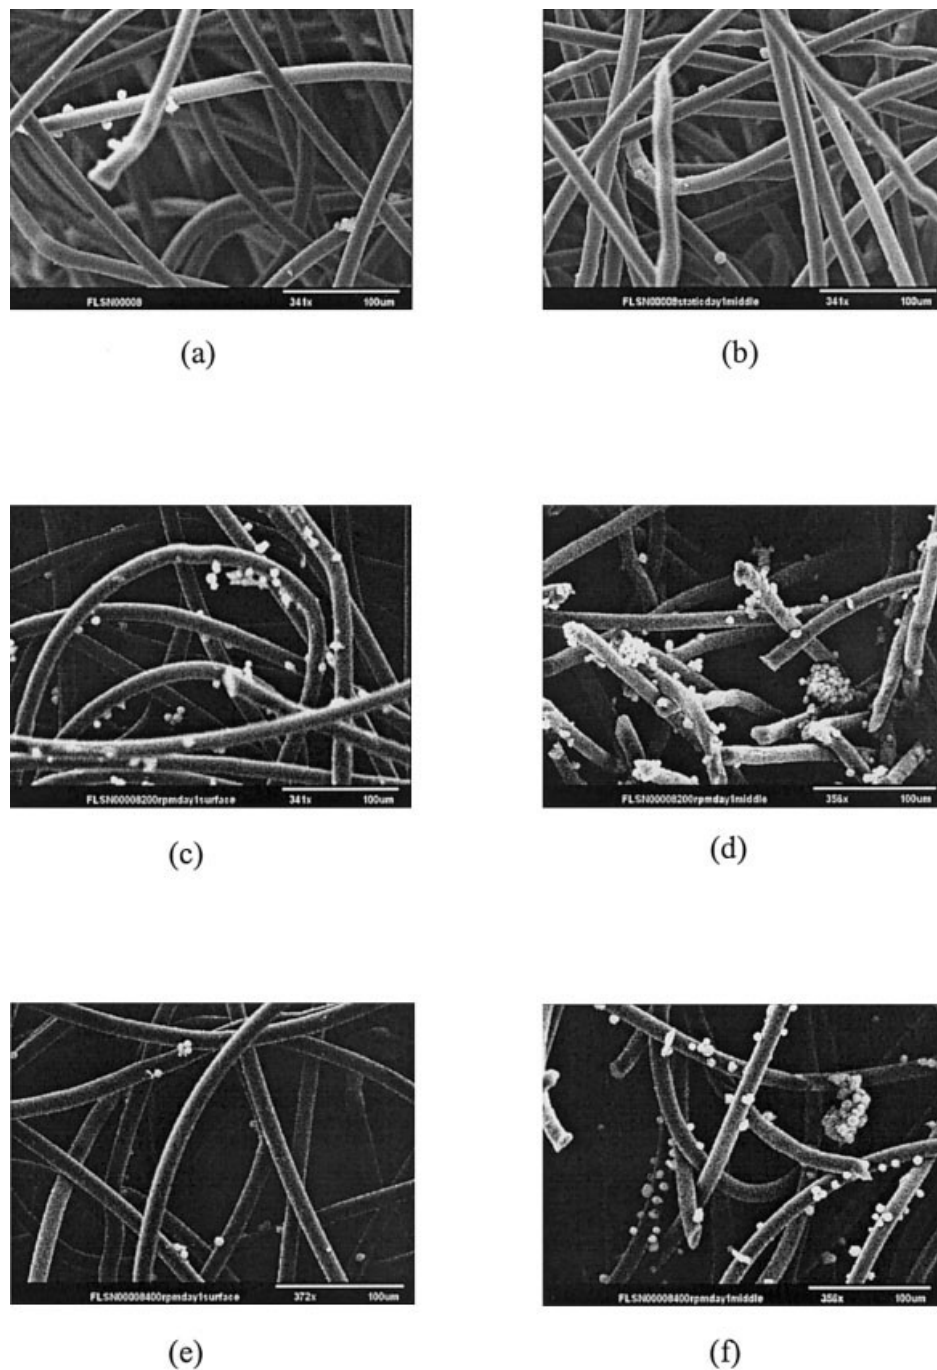 FLSN00008 341x 100um
FLSN00008staticday1middle 341x 100um
(a)
(b)
FLSN00008200rpmday1surface 341x 100um
FLSN00008200rpmday1middle 356x 100um
(c)
(d)
FLSN00008400rpmday1surface 372x 100um
FLSN00008400rpmday1middle 356x 100um
(e)
(f)